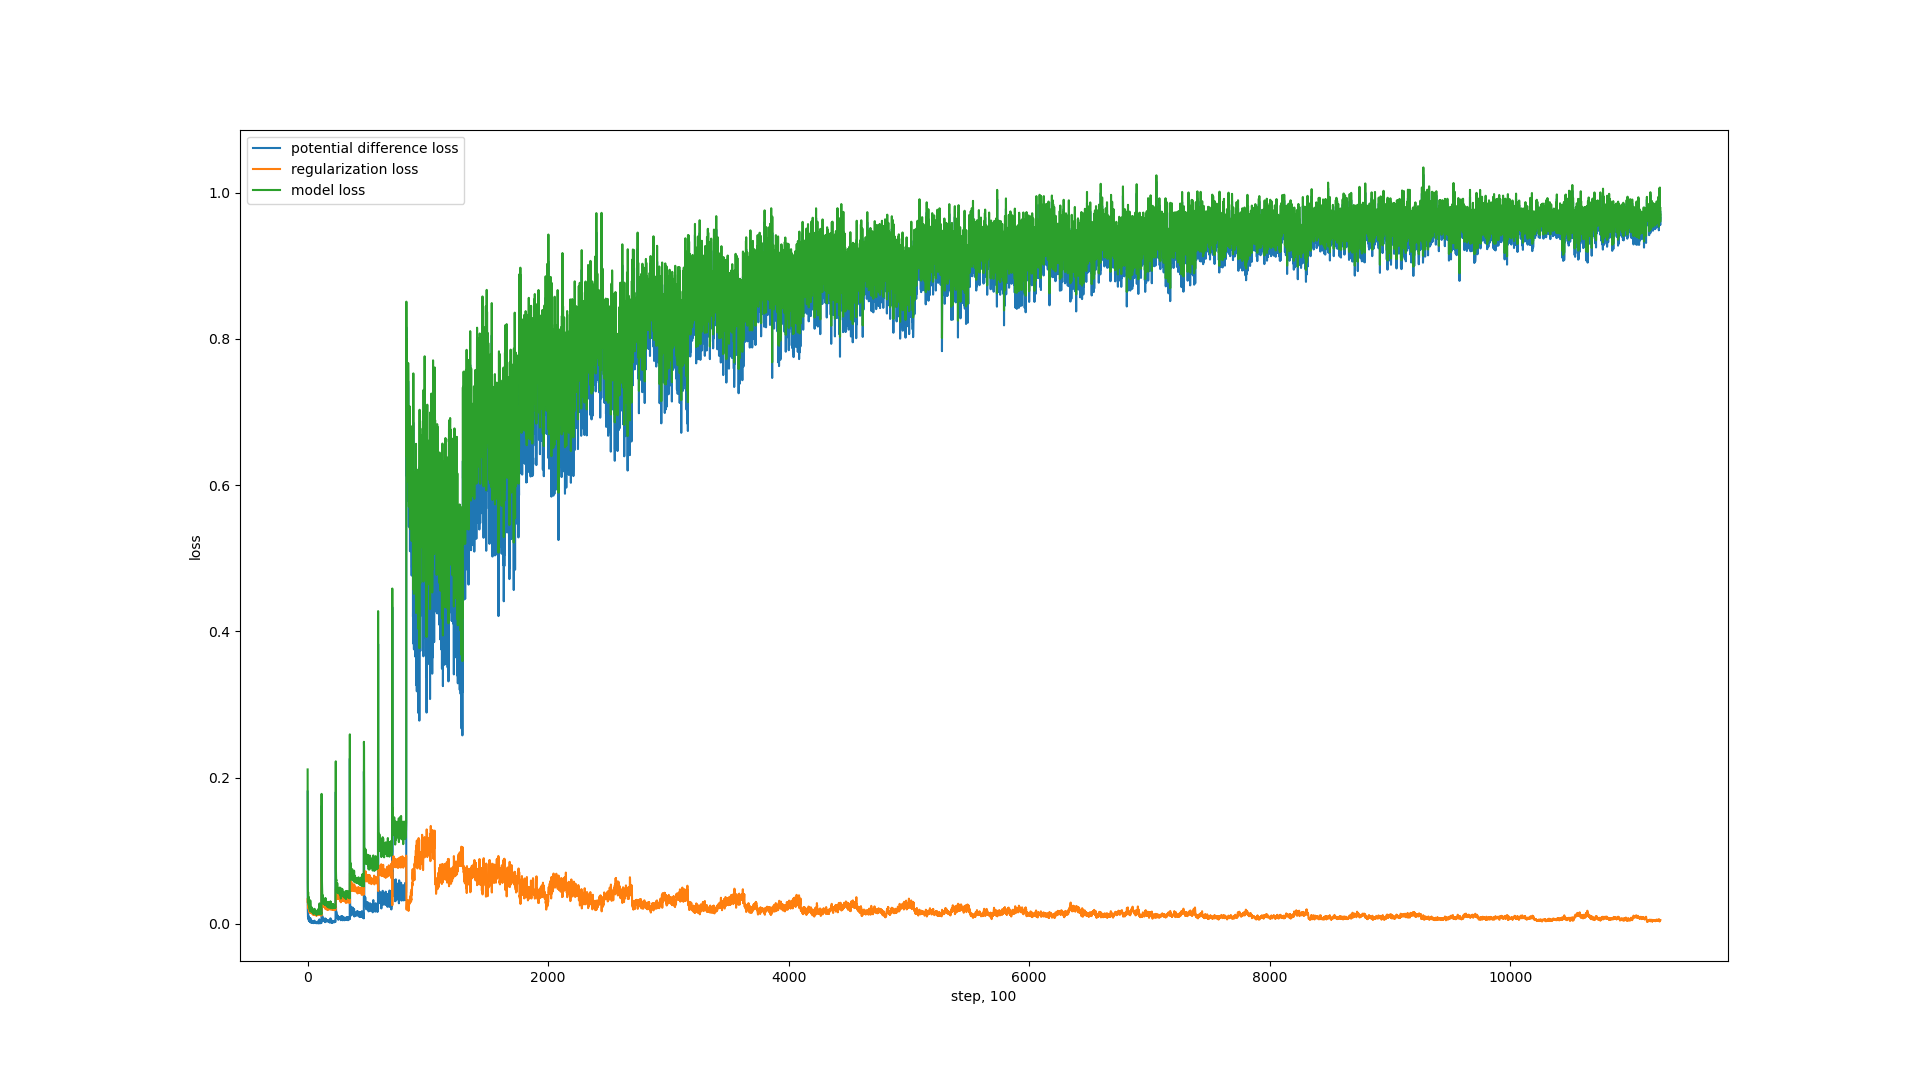 potential difference loss
regularization loss
model loss
1.0
0.8
0.6
0.4
0.2
0.0
loss
0 2000 4000 6000 8000 10000
step, 100